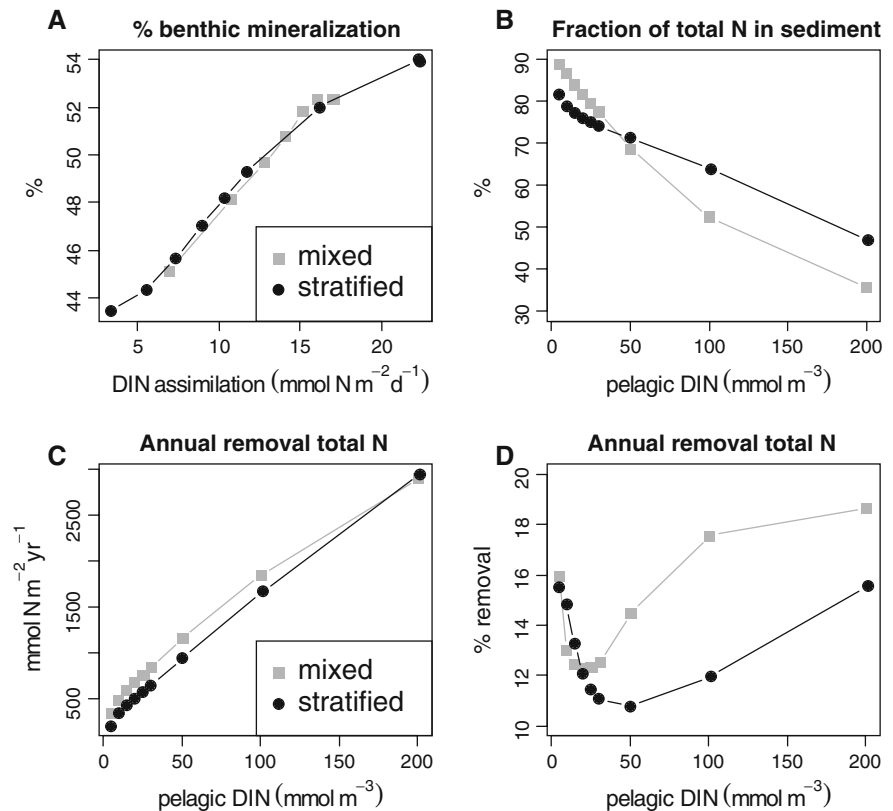 A % benthic mineralization
%
44 46 48 50 52 54
mixed
stratified
5 10 15 20
DIN assimilation (mmol N m−2 d−1)
B Fraction of total N in sediment
%
30 40 50 60 70 80 90
0 50 100 150 200
pelagic DIN (mmol m−3)
C Annual removal total N
mmol N m−2 yr−1
500 1500 2500
mixed
stratified
0 50 100 150 200
pelagic DIN (mmol m−3)
D Annual removal total N
% removal
10 12 14 16 18 20
0 50 100 150 200
pelagic DIN (mmol m−3)